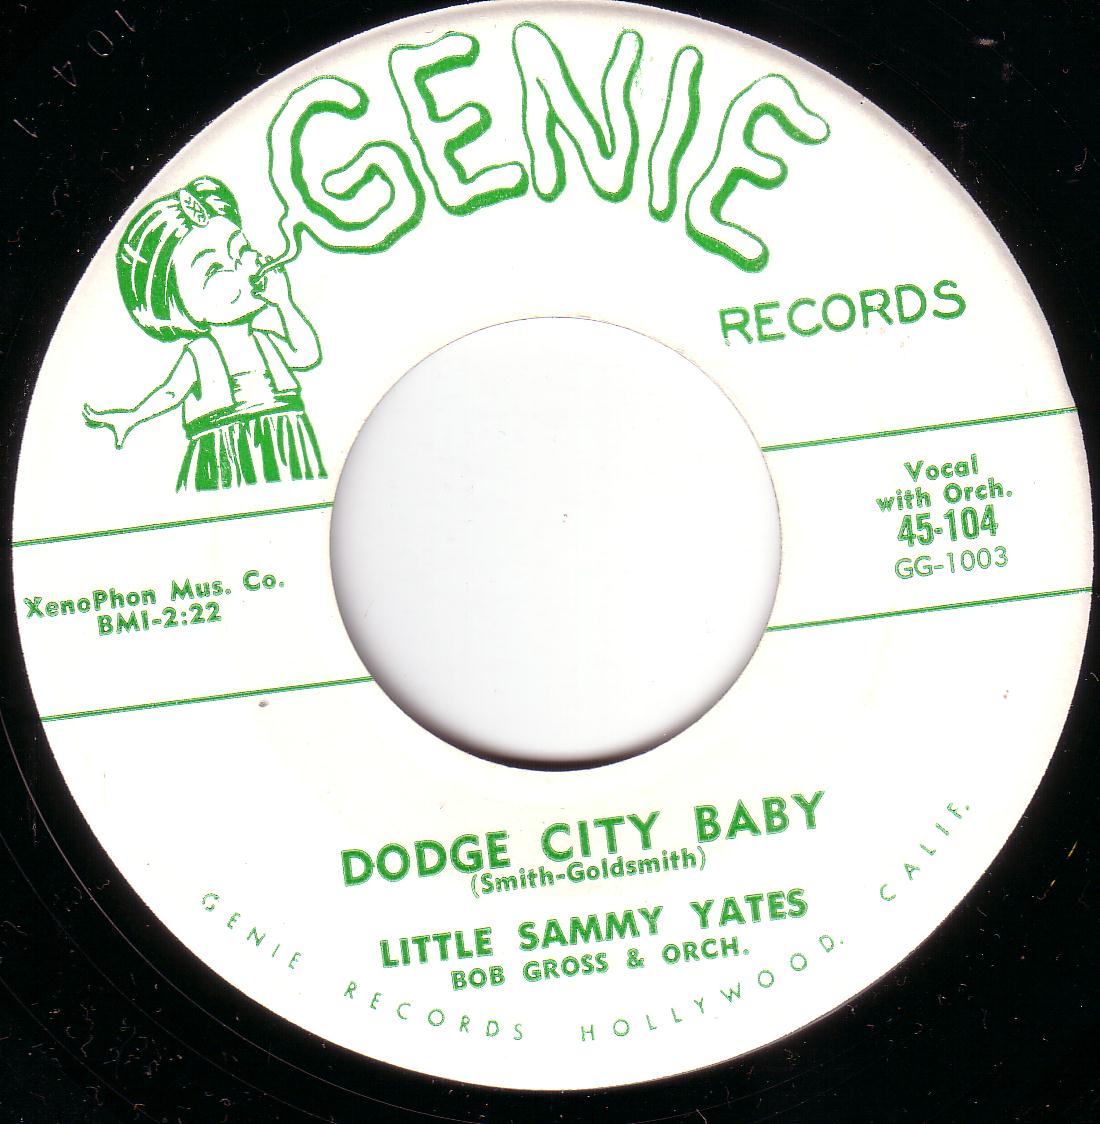 GENIE
RECORDS
Vocal
with Orch.
45-104
GG-1003
XenoPhon Mus. Co.
BMI-2:22
DODGE CITY BABY
(Smith-Goldsmith)
LITTLE SAMMY YATES
BOB GROSS & ORCH.
GENIE RECORDS HOLLYWOOD. CALIF.